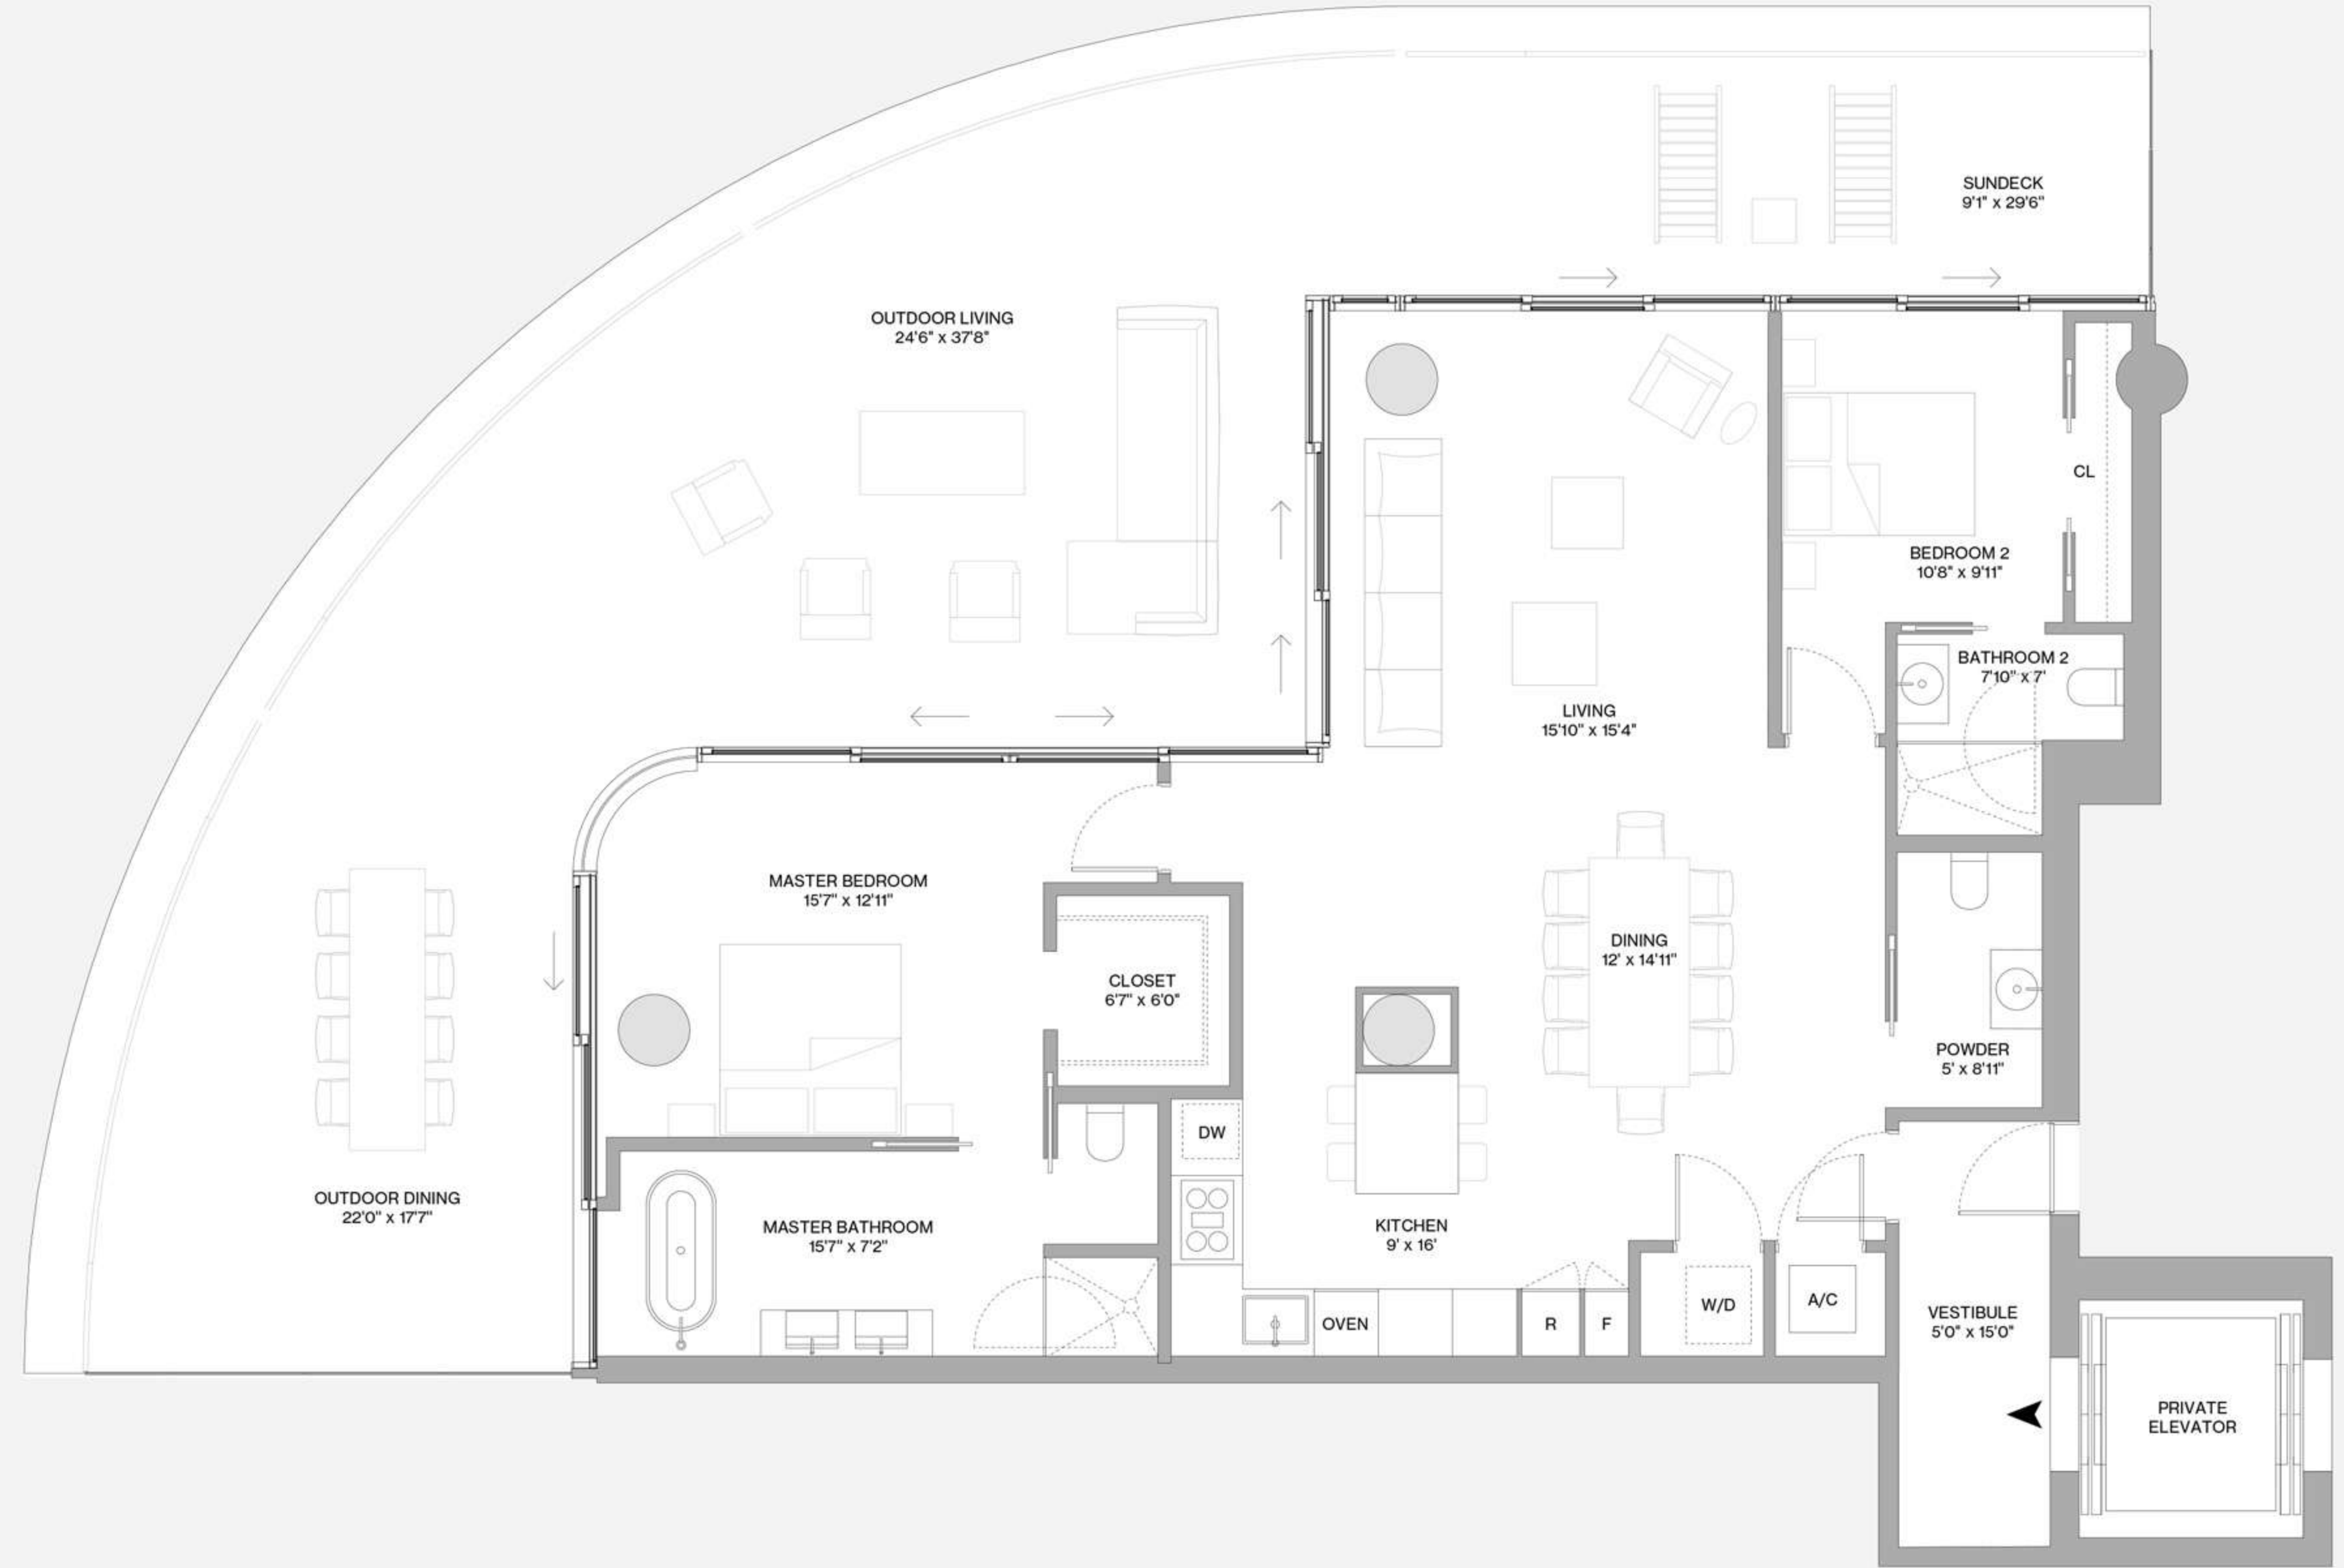 SUNDECK
9'1" x 29'6"
OUTDOOR LIVING
24'6" x 37'8"
CL
BEDROOM 2
10'8" x 9'11"
BATHROOM 2
7'10" x 7'
LIVING
15'10" x 15'4"
MASTER BEDROOM
15'7" x 12'11"
DINING
12' x 14'11"
CLOSET
6'7" x 6'0"
POWDER
5' x 8'11"
DW
OUTDOOR DINING
22'0" x 17'7"
MASTER BATHROOM
15'7" x 7'2"
KITCHEN
9' x 16'
OVEN
R
F
W/D
A/C
VESTIBULE
5'0" x 15'0"
PRIVATE
ELEVATOR